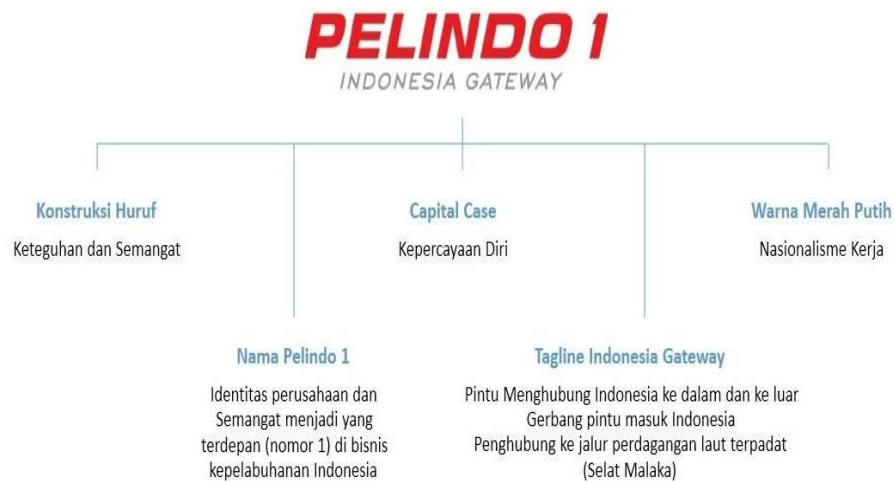 PELINDO 1
INDONESIA GATEWAY
Konstruksi Huruf
Keteguhan dan Semangat
Capital Case
Kepercayaan Diri
Warna Merah Putih
Nasionalisme Kerja
Nama Pelindo 1
Identitas perusahaan dan
Semangat menjadi yang
terdepan (nomor 1) di bisnis
kepelabuhanan Indonesia
Tagline Indonesia Gateway
Pintu Menghubung Indonesia ke dalam dan ke luar
Gerbang pintu masuk Indonesia
Penghubung ke jalur perdagangan laut terpadat
(Selat Malaka)